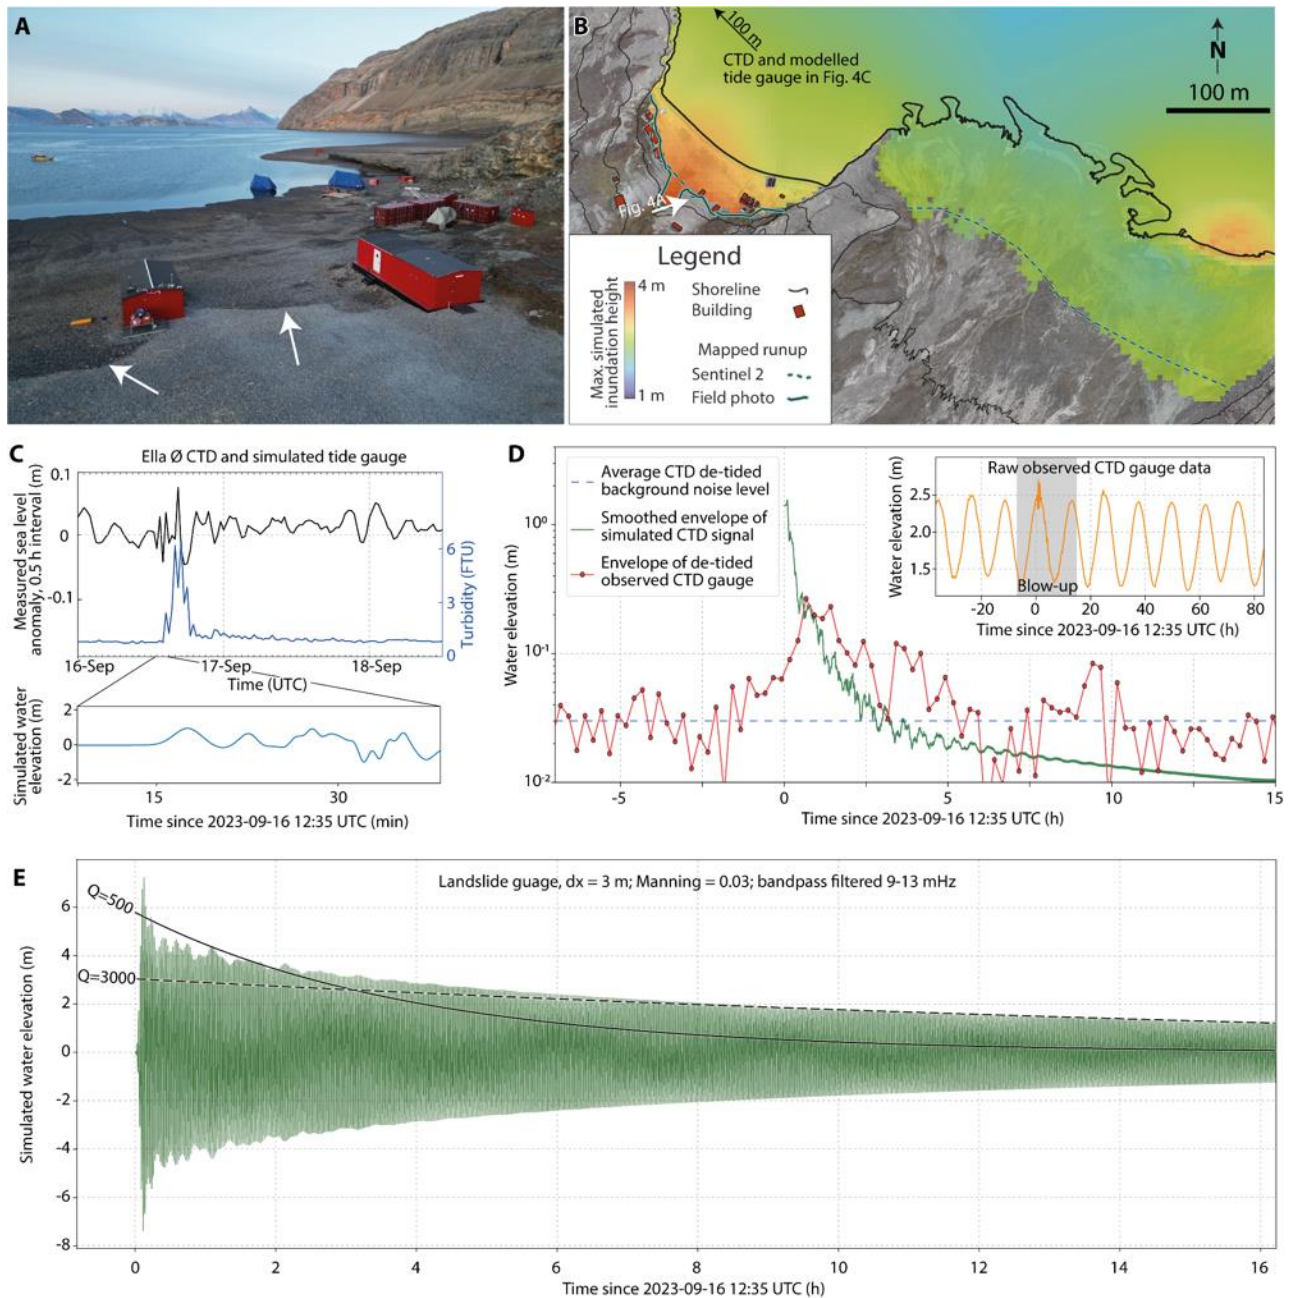 A
B
100 m
CTD and modelled
tide gauge in Fig. 4C
N
100 m
Fig. 4A
Legend
Max. simulated
inundation height
4 m
1 m
Shoreline
Building
Mapped runup
Sentinel 2
Field photo
C
Ella Ø CTD and simulated tide gauge
Measured sea level
anomaly, 0.5 h interval (m)
0.1
0
-0.1
6
3
0
Turbidity (FTU)
16-Sep
17-Sep
18-Sep
Time (UTC)
Simulated water
elevation (m)
2
0
-2
15
30
Time since 2023-09-16 12:35 UTC (min)
D
Average CTD de-tided
background noise level
Smoothed envelope of
simulated CTD signal
Envelope of de-tided
observed CTD gauge
Water elevation (m)
10⁰
10⁻¹
10⁻²
-5
0
5
10
15
Time since 2023-09-16 12:35 UTC (h)
Raw observed CTD gauge data
Water elevation (m)
2.5
2.0
1.5
Blow-up
-20
0
20
40
60
80
Time since 2023-09-16 12:35 UTC (h)
E
Landslide guage, dx = 3 m; Manning = 0.03; bandpass filtered 9-13 mHz
Q=500
Q=3000
Simulated water elevation (m)
6
4
2
0
-2
-4
-6
-8
0
2
4
6
8
10
12
14
16
Time since 2023-09-16 12:35 UTC (h)